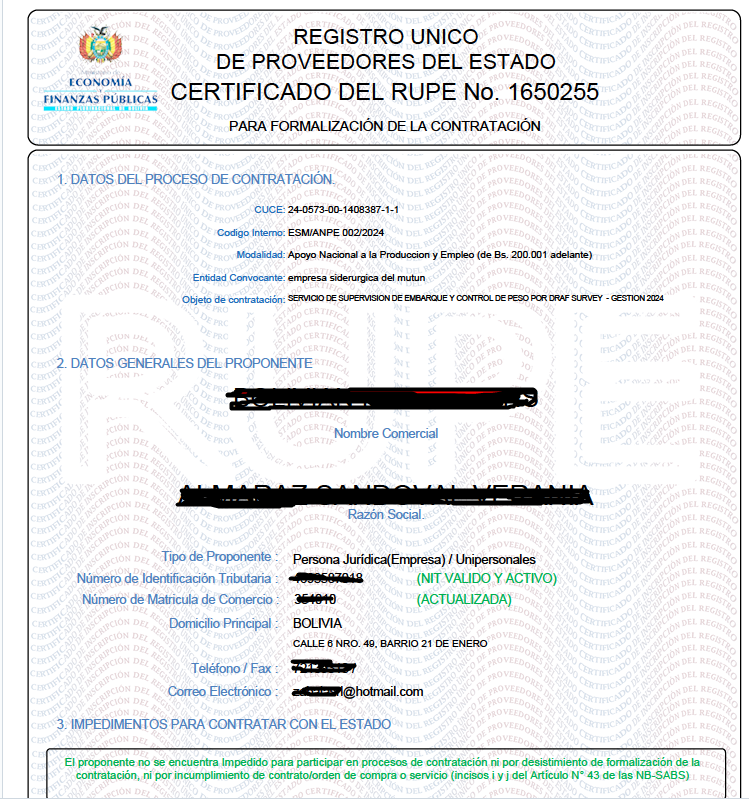 REGISTRO UNICO
DE PROVEEDORES DEL ESTADO
CERTIFICADO DEL RUPE No. 1650255
PARA FORMALIZACIÓN DE LA CONTRATACIÓN
ECONOMÍA
Y
FINANZAS PÚBLICAS
1. DATOS DEL PROCESO DE CONTRATACIÓN.
CUCE: 24-0573-00-1408387-1-1
Codigo Interno: ESM/ANPE 002/2024
Modalidad: Apoyo Nacional a la Produccion y Empleo (de Bs. 200.001 adelante)
Entidad Convocante: empresa siderurgica del mutun
Objeto de contratación: SERVICIO DE SUPERVISION DE EMBARQUE Y CONTROL DE PESO POR DRAF SURVEY - GESTION 2024
RUPE
2. DATOS GENERALES DEL PROPONENTE
Nombre Comercial
Razón Social.
Tipo de Proponente : Persona Jurídica(Empresa) / Unipersonales
Número de Identificación Tributaria : (NIT VALIDO Y ACTIVO)
Número de Matricula de Comercio : (ACTUALIZADA)
Domicilio Principal : BOLIVIA
CALLE 6 NRO. 49, BARRIO 21 DE ENERO
Teléfono / Fax :
Correo Electrónico : @hotmail.com
3. IMPEDIMENTOS PARA CONTRATAR CON EL ESTADO
El proponente no se encuentra Impedido para participar en procesos de contratación ni por desistimiento de formalización de la
contratación, ni por incumplimiento de contrato/orden de compra o servicio (incisos i y j del Artículo N° 43 de las NB-SABS)